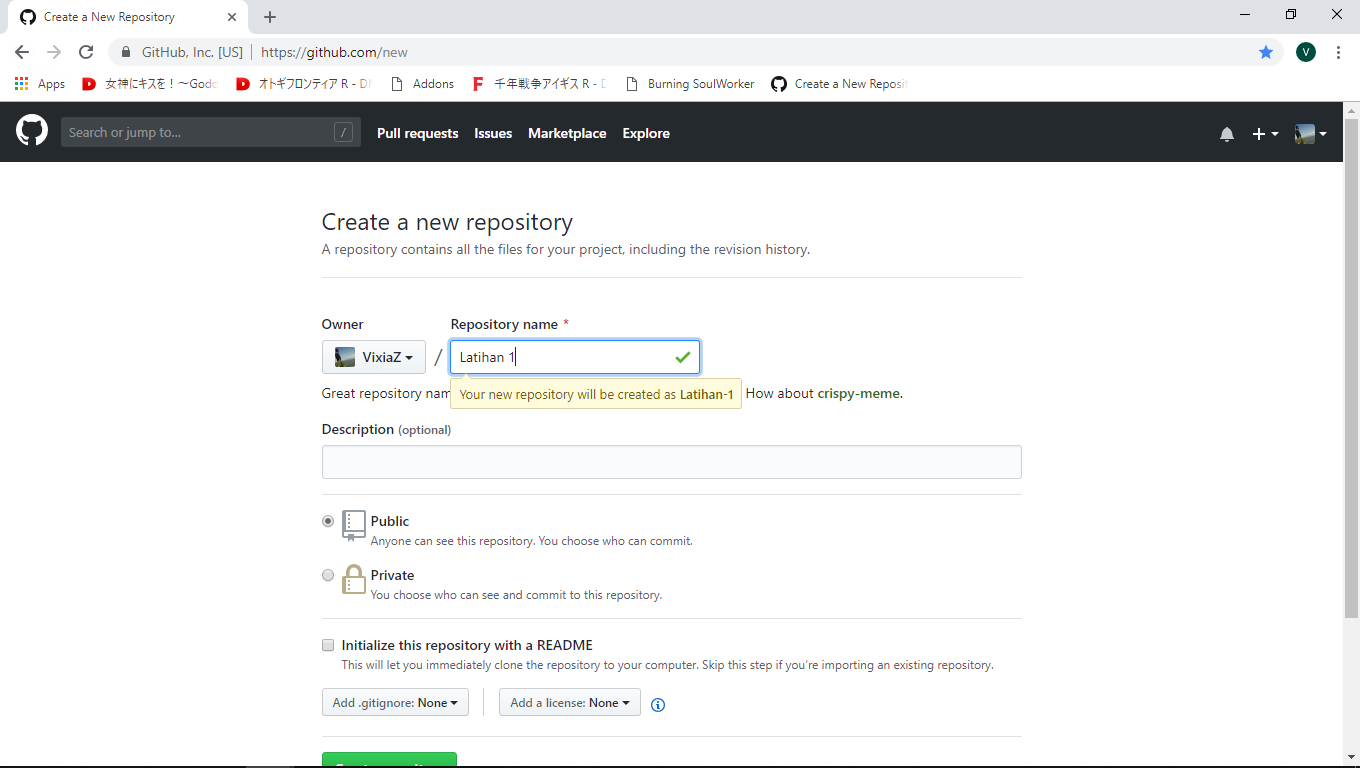 Create a New Repository
GitHub, Inc. [US] https://github.com/new
V
Apps 女神にキスを！～Godd オトギフロンティア R - Addons 千年戦争アイギス R - Burning SoulWorker Create a New Reposit
Search or jump to... / Pull requests Issues Marketplace Explore
Create a new repository
A repository contains all the files for your project, including the revision history.
Owner Repository name *
VixiaZ / Latihan 1
Great repository nam
Your new repository will be created as Latihan-1
How about crispy-meme.
Description (optional)
Public
Anyone can see this repository. You choose who can commit.
Private
You choose who can see and commit to this repository.
Initialize this repository with a README
This will let you immediately clone the repository to your computer. Skip this step if you’re importing an existing repository.
Add .gitignore: None Add a license: None